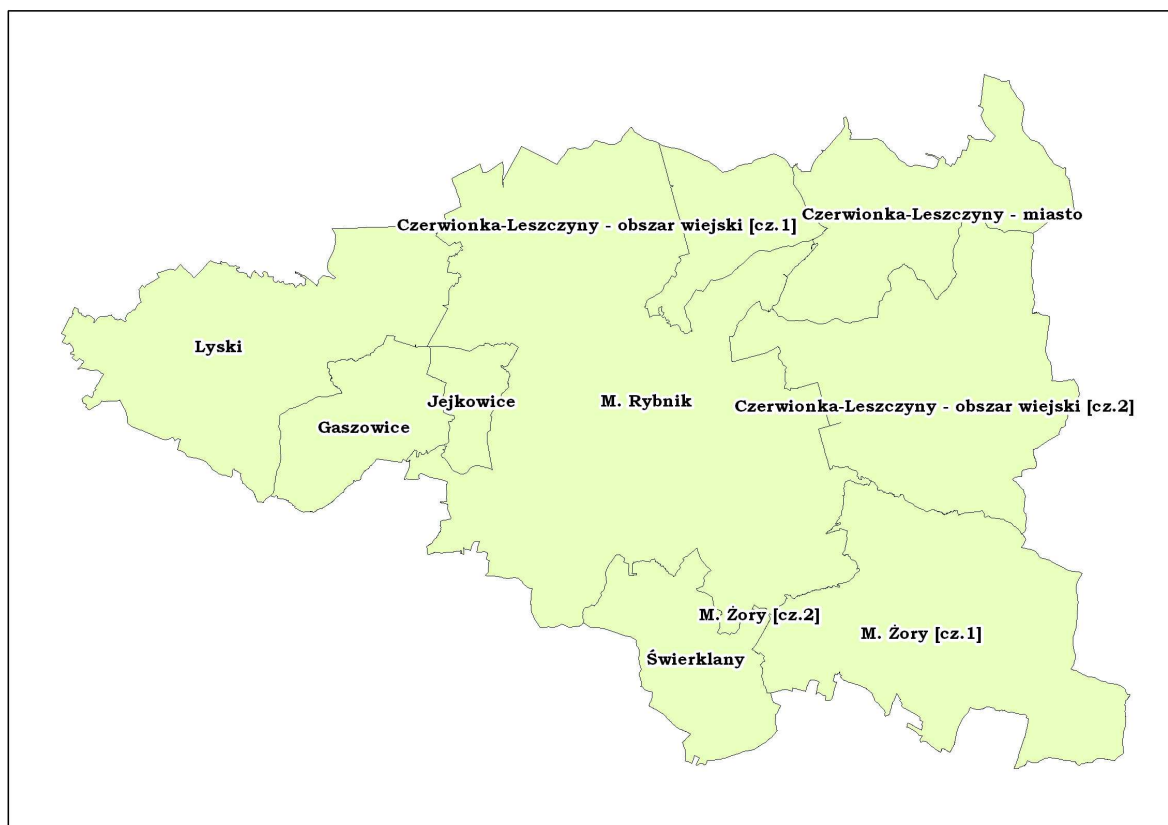 Czerwionka-Leszczyny - miasto
Czerwionka-Leszczyny - obszar wiejski [cz.1]
Lyski
Jejkowice
M. Rybnik
Czerwionka-Leszczyny - obszar wiejski [cz.2]
Gaszowice
M. Żory [cz.2]
M. Żory [cz.1]
Świerklany